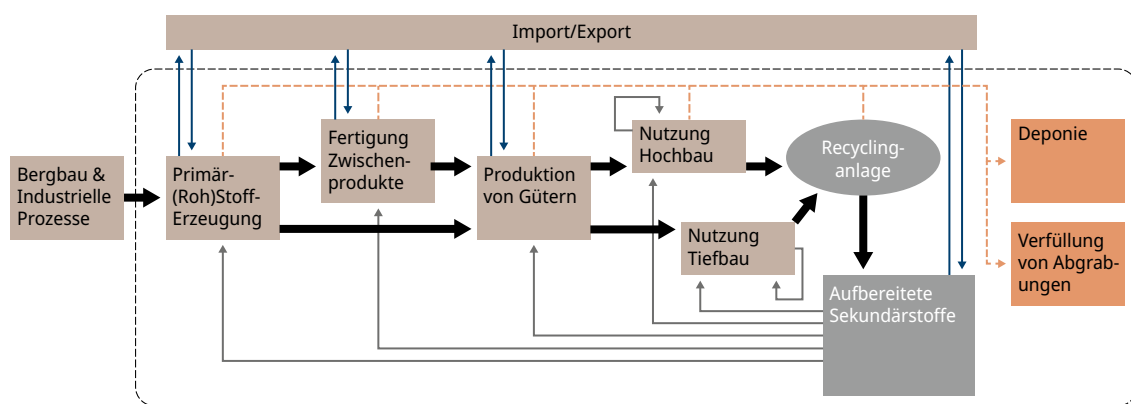 Import/Export
Bergbau &
Industrielle
Prozesse
Primär-
(Roh)Stoff-
Erzeugung
Fertigung
Zwischen-
produkte
Produktion
von Gütern
Nutzung
Hochbau
Nutzung
Tiefbau
Recycling-
anlage
Aufbereitete
Sekundärstoffe
Deponie
Verfüllung
von Abgrab-
ungen